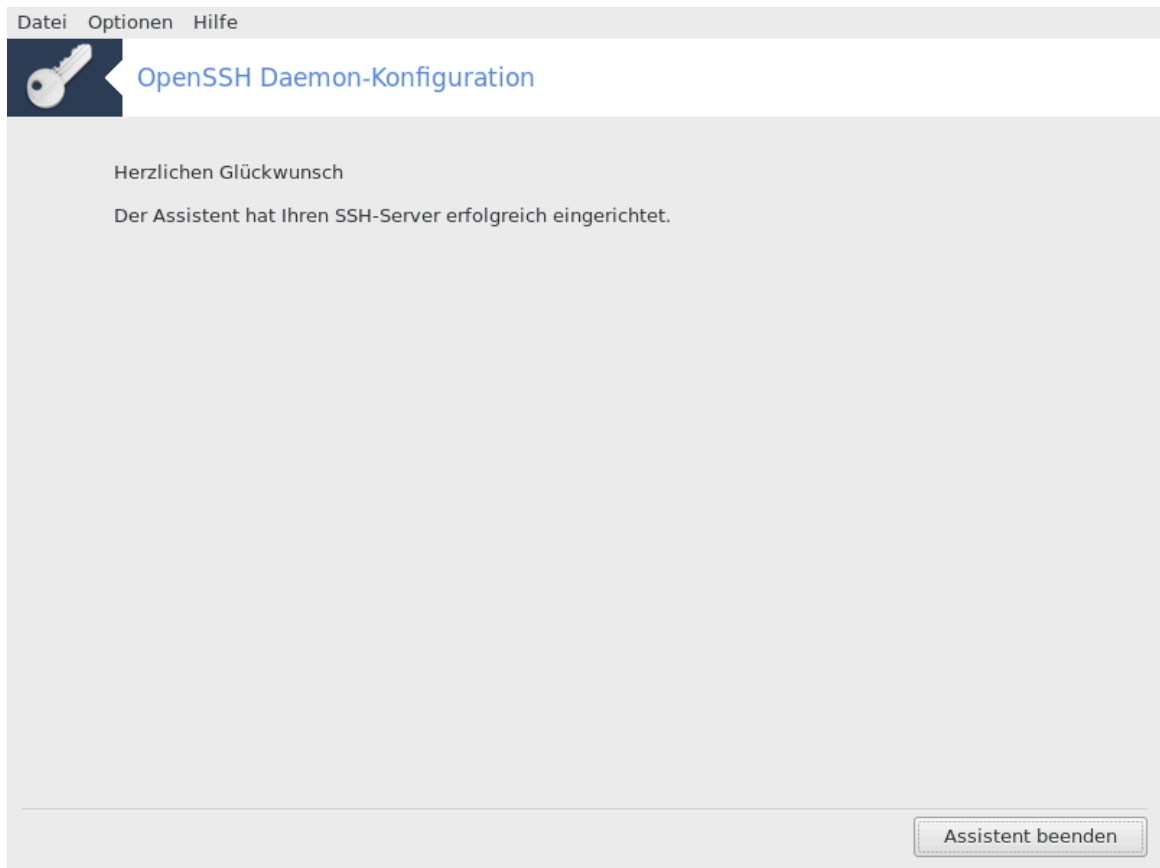 Datei Optionen Hilfe
OpenSSH Daemon-Konfiguration
Herzlichen Glückwunsch
Der Assistent hat Ihren SSH-Server erfolgreich eingerichtet.
Assistent beenden